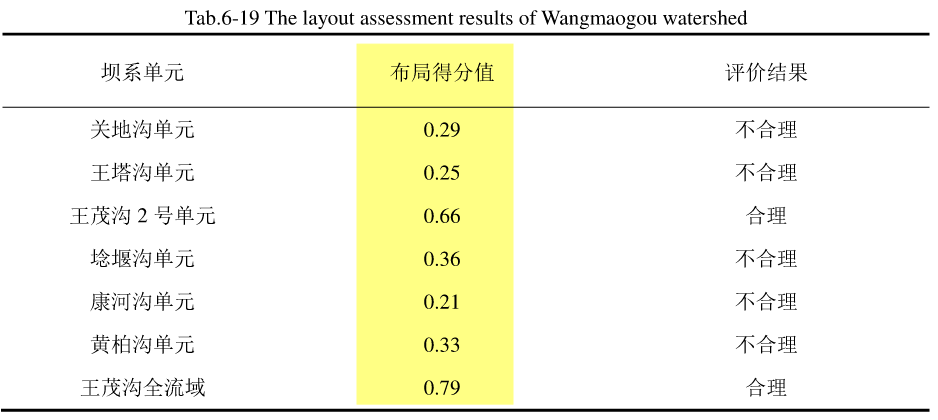 Tab.6-19 The layout assessment results of Wangmaogou watershed
坝系单元 布局得分值 评价结果
关地沟单元 0.29 不合理
王塔沟单元 0.25 不合理
王茂沟 2 号单元 0.66 合理
埝堰沟单元 0.36 不合理
康河沟单元 0.21 不合理
黄柏沟单元 0.33 不合理
王茂沟全流域 0.79 合理